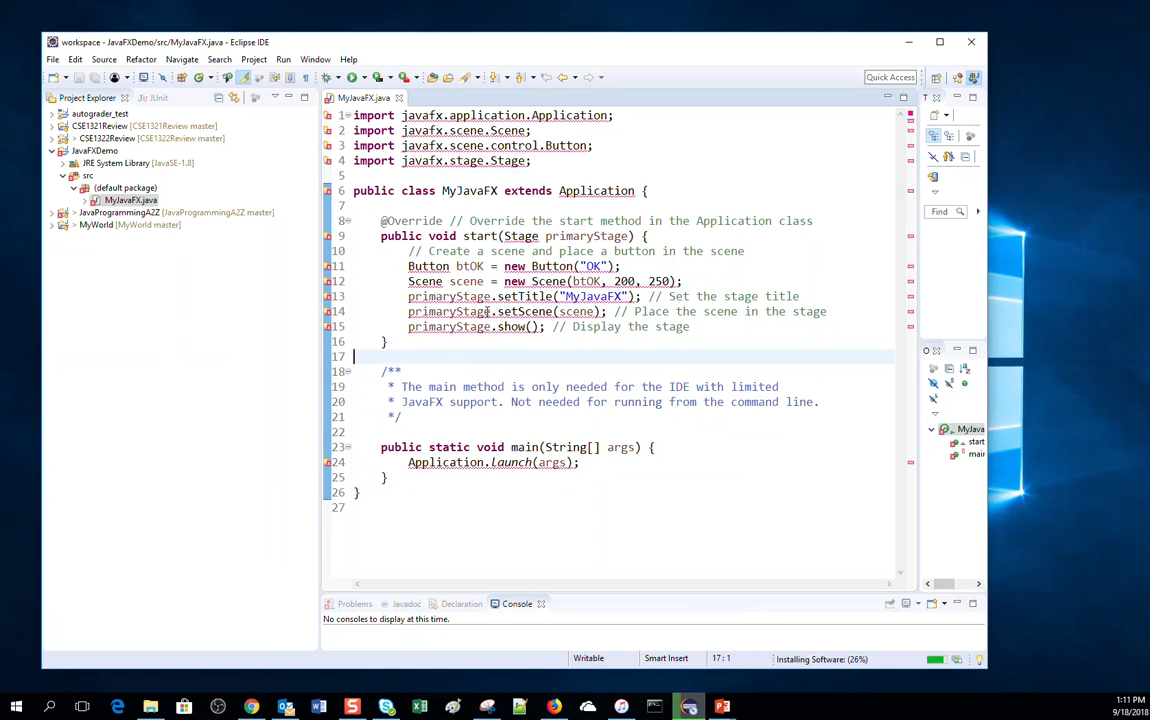 workspace - JavaFXDemo/src/MyJavaFX.java - Eclipse IDE
File Edit Source Refactor Navigate Search Project Run Window Help
Quick Access
Project Explorer
JUnit
autograder_test
CSE1321Review [CSE1321Review master]
> CSE1322Review [CSE1322Review master]
JavaFXDemo
JRE System Library [JavaSE-1.8]
src
(default package)
MyJavaFX.java
> JavaProgrammingA2Z [JavaProgrammingA2Z master]
> MyWorld [MyWorld master]
MyJavaFX.java
1 import javafx.application.Application;
2 import javafx.scene.Scene;
3 import javafx.scene.control.Button;
4 import javafx.stage.Stage;
5
6 public class MyJavaFX extends Application {
7
8 @Override // Override the start method in the Application class
9 public void start(Stage primaryStage) {
10 // Create a scene and place a button in the scene
11 Button btOK = new Button("OK");
12 Scene scene = new Scene(btOK, 200, 250);
13 primaryStage.setTitle("MyJavaFX"); // Set the stage title
14 primaryStage.setScene(scene); // Place the scene in the stage
15 primaryStage.show(); // Display the stage
16 }
17
18 /**
19 * The main method is only needed for the IDE with limited
20 * JavaFX support. Not needed for running from the command line.
21 */
22
23 public static void main(String[] args) {
24 Application.launch(args);
25 }
26 }
27
T
Find
O
MyJava
start
main
Problems Javadoc Declaration Console
No consoles to display at this time.
Writable Smart Insert 17 : 1 Installing Software: (26%)
1:11 PM
9/18/2018